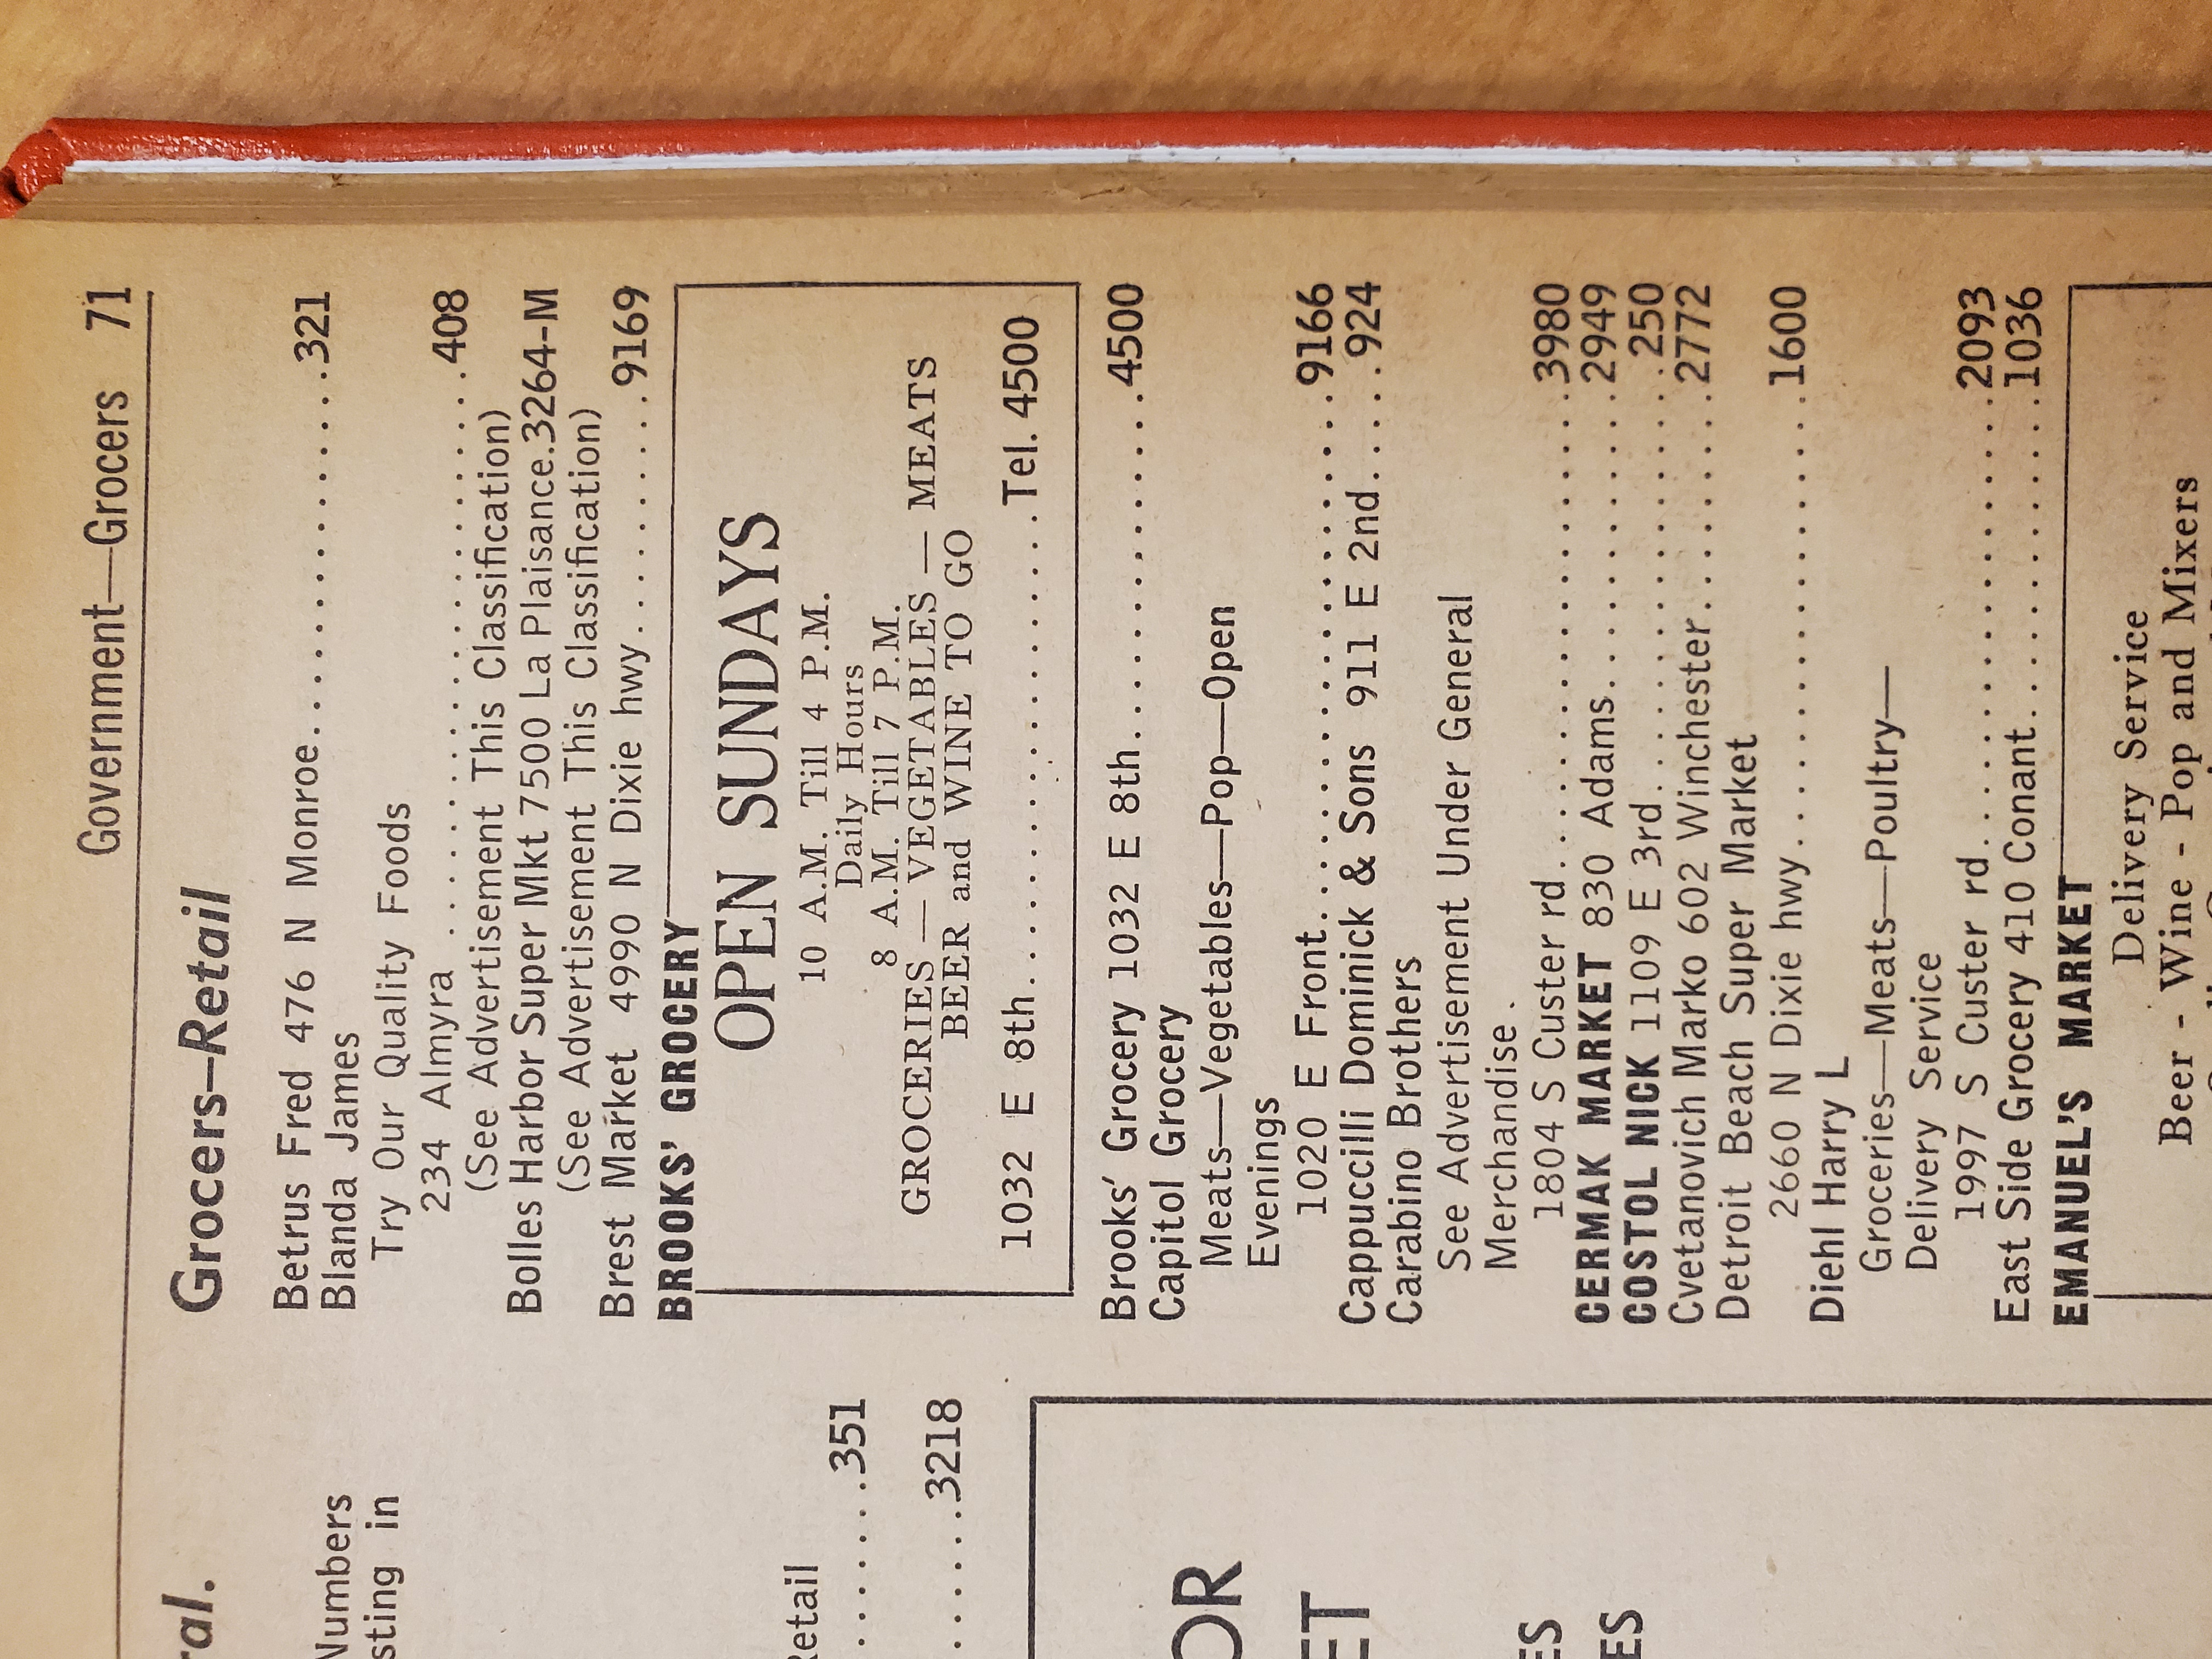 Government—Grocers 71
ral.
Numbers
sting in
Retail
351
3218
OR
ET
ES
ES
Grocers—Retail
Betrus Fred 476 N Monroe...............321
Blanda James
Try Our Quality Foods
234 Almyra......................408
(See Advertisement This Classification)
Bolles Harbor Super Mkt 7500 La Plaisance.3264-M
(See Advertisement This Classification)
Brest Market 4990 N Dixie hwy..........9169
BROOKS' GROCERY
OPEN SUNDAYS
10 A.M. Till 4 P.M.
Daily Hours
8 A.M. Till 7 P.M.
GROCERIES — VEGETABLES — MEATS
BEER and WINE TO GO
1032 E 8th....................Tel. 4500
Brooks' Grocery 1032 E 8th..............4500
Capitol Grocery
Meats—Vegetables—Pop—Open
Evenings
1020 E Front.....................9166
Cappuccilli Dominick & Sons 911 E 2nd.....924
Carabino Brothers
See Advertisement Under General
Merchandise
1804 S Custer rd...................3980
CERMAK MARKET 830 Adams............2949
COSTOL NICK 1109 E 3rd................250
Cvetanovich Marko 602 Winchester.........2772
Detroit Beach Super Market
2660 N Dixie hwy..................1600
Diehl Harry L
Groceries—Meats—Poultry—
Delivery Service
1997 S Custer rd..................2093
East Side Grocery 410 Conant............1036
EMANUEL'S MARKET
Delivery Service
Beer - Wine - Pop and Mixers